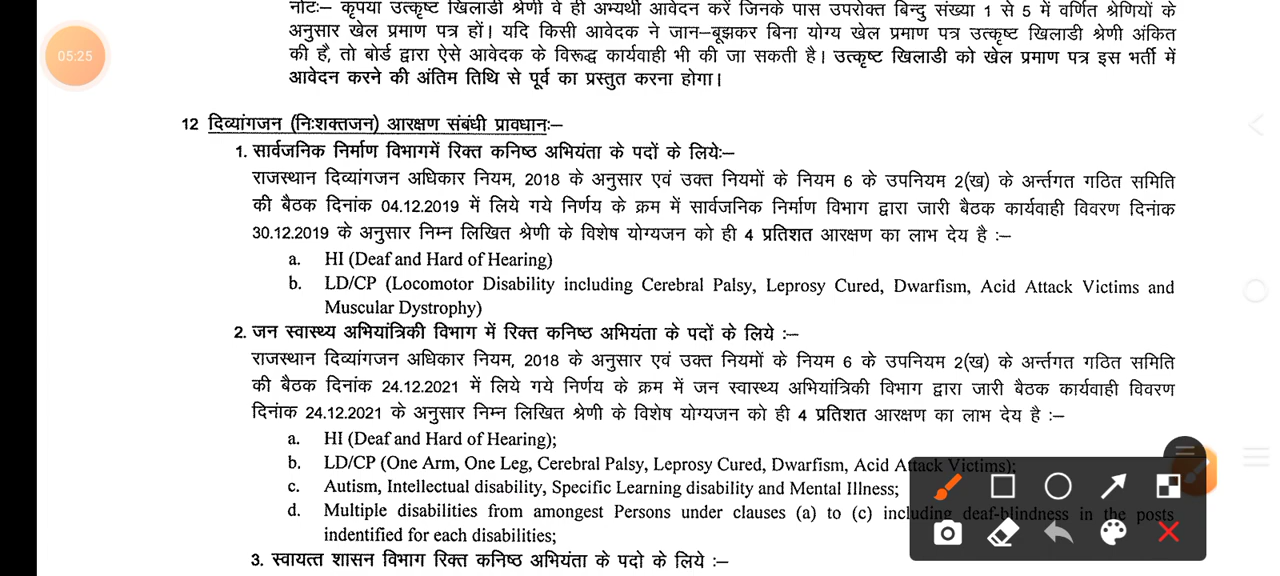 05:25
नोटः– कृपया उत्कृष्ट खिलाडी श्रेणी वे ही अभ्यर्थी आवेदन करें जिनके पास उपरोक्त बिन्दु संख्या 1 से 5 में वर्णित श्रेणियों के
अनुसार खेल प्रमाण पत्र हों। यदि किसी आवेदक ने जान–बूझकर बिना योग्य खेल प्रमाण पत्र उत्कृष्ट खिलाडी श्रेणी अंकित
की है, तो बोर्ड द्वारा ऐसे आवेदक के विरूद्ध कार्यवाही भी की जा सकती है। उत्कृष्ट खिलाडी को खेल प्रमाण पत्र इस भर्ती में
आवेदन करने की अंतिम तिथि से पूर्व का प्रस्तुत करना होगा।
12 दिव्यांगजन (निःशक्तजन) आरक्षण संबंधी प्रावधानः–
1. सार्वजनिक निर्माण विभागमें रिक्त कनिष्ठ अभियंता के पदों के लियेः–
राजस्थान दिव्यांगजन अधिकार नियम, 2018 के अनुसार एवं उक्त नियमों के नियम 6 के उपनियम 2(ख) के अर्न्तगत गठित समिति
की बैठक दिनांक 04.12.2019 में लिये गये निर्णय के क्रम में सार्वजनिक निर्माण विभाग द्वारा जारी बैठक कार्यवाही विवरण दिनांक
30.12.2019 के अनुसार निम्न लिखित श्रेणी के विशेष योग्यजन को ही 4 प्रतिशत आरक्षण का लाभ देय है :–
a. HI (Deaf and Hard of Hearing)
b. LD/CP (Locomotor Disability including Cerebral Palsy, Leprosy Cured, Dwarfism, Acid Attack Victims and
Muscular Dystrophy)
2. जन स्वास्थ्य अभियांत्रिकी विभाग में रिक्त कनिष्ठ अभियंता के पदों के लिये :–
राजस्थान दिव्यांगजन अधिकार नियम, 2018 के अनुसार एवं उक्त नियमों के नियम 6 के उपनियम 2(ख) के अर्न्तगत गठित समिति
की बैठक दिनांक 24.12.2021 में लिये गये निर्णय के क्रम में जन स्वास्थ्य अभियांत्रिकी विभाग द्वारा जारी बैठक कार्यवाही विवरण
दिनांक 24.12.2021 के अनुसार निम्न लिखित श्रेणी के विशेष योग्यजन को ही 4 प्रतिशत आरक्षण का लाभ देय है :–
a. HI (Deaf and Hard of Hearing);
b. LD/CP (One Arm, One Leg, Cerebral Palsy, Leprosy Cured, Dwarfism, Acid Attack Victims);
c. Autism, Intellectual disability, Specific Learning disability and Mental Illness;
d. Multiple disabilities from amongest Persons under clauses (a) to (c) including deaf-blindness in the posts
indentified for each disabilities;
3. स्वायत्त शासन विभाग रिक्त कनिष्ठ अभियंता के पदो के लिये :–